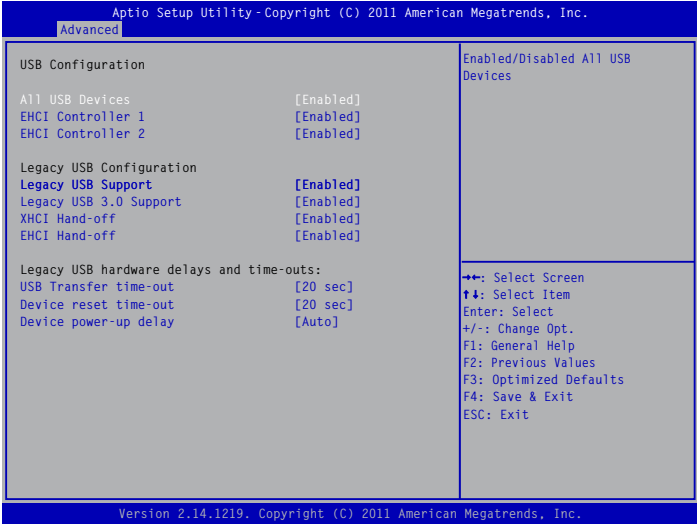 Aptio Setup Utility - Copyright (C) 2011 American Megatrends, Inc.
Advanced
USB Configuration
All USB Devices [Enabled]
EHCI Controller 1 [Enabled]
EHCI Controller 2 [Enabled]
Legacy USB Configuration
Legacy USB Support [Enabled]
Legacy USB 3.0 Support [Enabled]
XHCI Hand-off [Enabled]
EHCI Hand-off [Enabled]
Legacy USB hardware delays and time-outs:
USB Transfer time-out [20 sec]
Device reset time-out [20 sec]
Device power-up delay [Auto]
Enabled/Disabled All USB
Devices
→←: Select Screen
↑↓: Select Item
Enter: Select
+/-: Change Opt.
F1: General Help
F2: Previous Values
F3: Optimized Defaults
F4: Save & Exit
ESC: Exit
Version 2.14.1219. Copyright (C) 2011 American Megatrends, Inc.